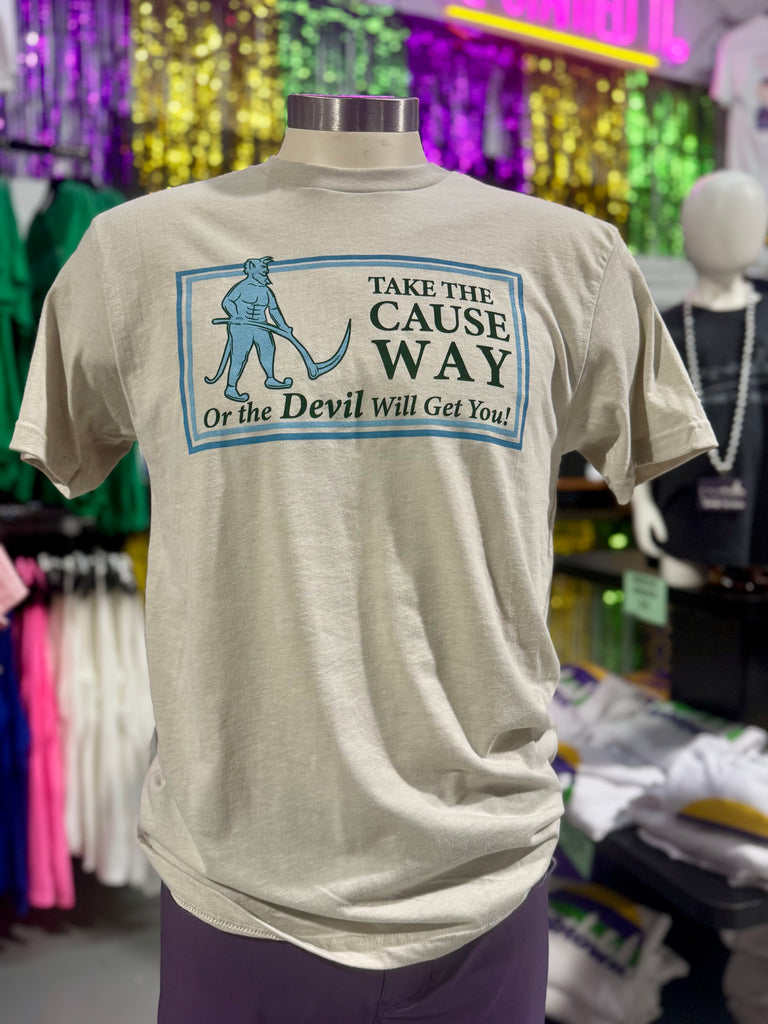 TAKE THE
CAUSE
WAY
Or the Devil Will Get You!